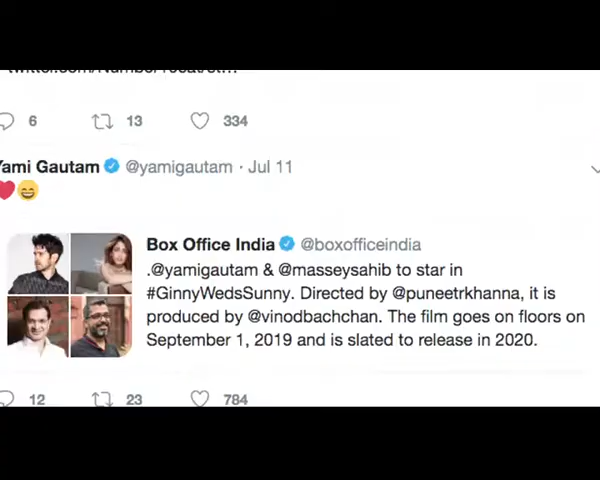 6 13 334
Yami Gautam @yamigautam · Jul 11
Box Office India @boxofficeindia
.@yamigautam & @masseysahib to star in
#GinnyWedsSunny. Directed by @puneetrkhanna, it is
produced by @vinodbachchan. The film goes on floors on
September 1, 2019 and is slated to release in 2020.
12 23 784